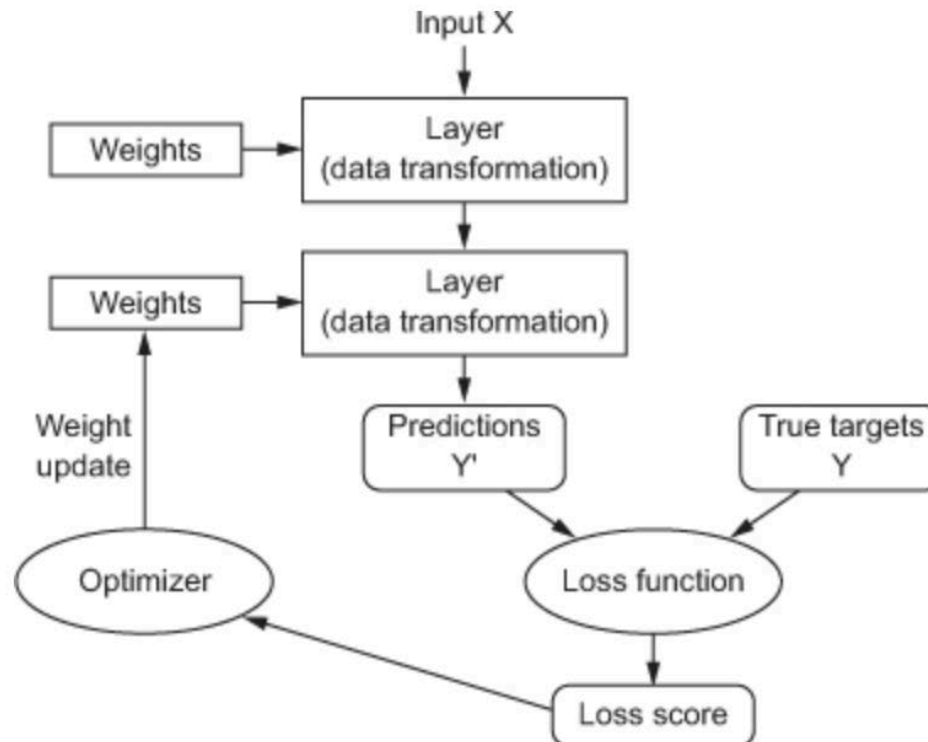 Input X
Layer
(data transformation)
Weights
Layer
(data transformation)
Weights
Weight
update
Predictions
Y'
True targets
Y
Optimizer
Loss function
Loss score